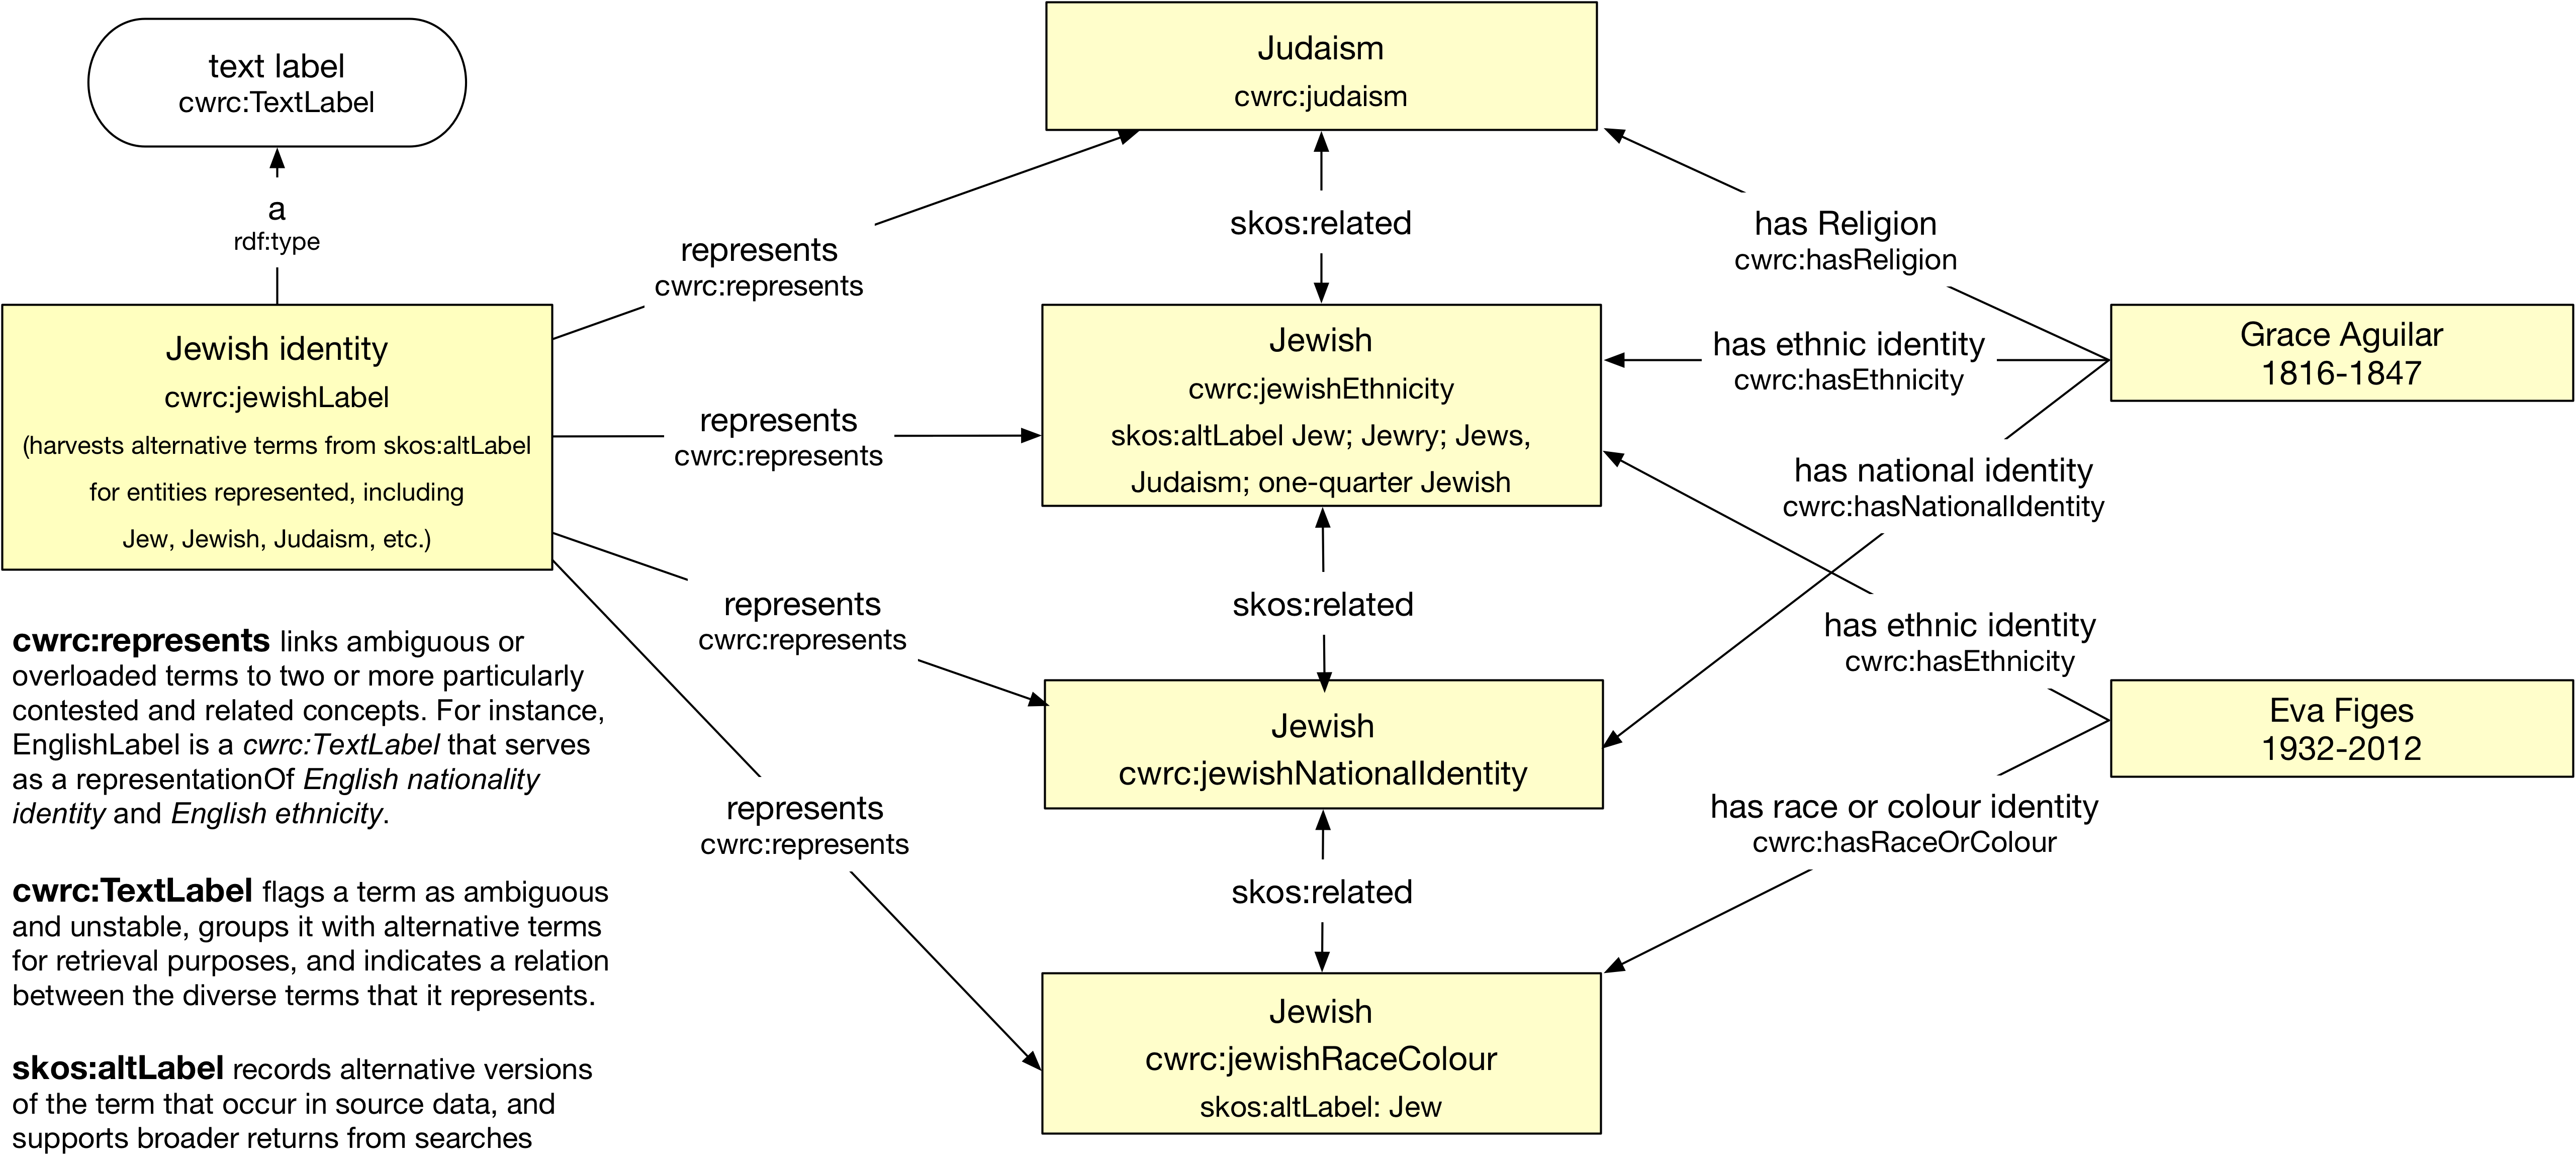 text label
cwrc:TextLabel
a
rdf:type
Jewish identity
cwrc:jewishLabel
(harvests alternative terms from skos:altLabel
for entities represented, including
Jew, Jewish, Judaism, etc.)
cwrc:represents links ambiguous or
overloaded terms to two or more particularly
contested and related concepts. For instance,
EnglishLabel is a cwrc:TextLabel that serves
as a representationOf English nationality
identity and English ethnicity.
cwrc:TextLabel flags a term as ambiguous
and unstable, groups it with alternative terms
for retrieval purposes, and indicates a relation
between the diverse terms that it represents.
skos:altLabel records alternative versions
of the term that occur in source data, and
supports broader returns from searches
represents
cwrc:represents
represents
cwrc:represents
represents
cwrc:represents
represents
cwrc:represents
Judaism
cwrc:judaism
skos:related
Jewish
cwrc:jewishEthnicity
skos:altLabel Jew; Jewry; Jews,
Judaism; one-quarter Jewish
skos:related
Jewish
cwrc:jewishNationalIdentity
skos:related
Jewish
cwrc:jewishRaceColour
skos:altLabel: Jew
has Religion
cwrc:hasReligion
has ethnic identity
cwrc:hasEthnicity
has national identity
cwrc:hasNationalIdentity
has ethnic identity
cwrc:hasEthnicity
has race or colour identity
cwrc:hasRaceOrColour
Grace Aguilar
1816-1847
Eva Figes
1932-2012